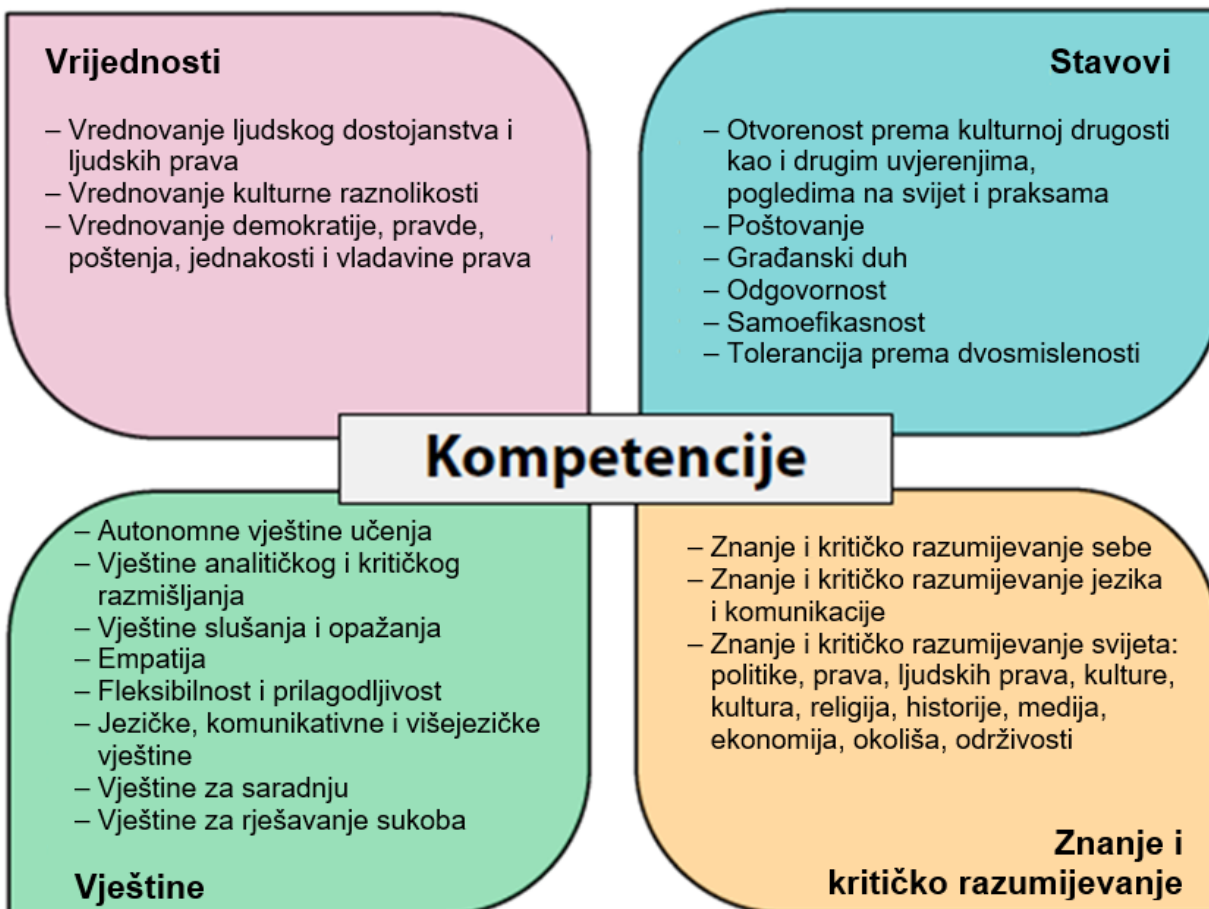 Vrijednosti
– Vrednovanje ljudskog dostojanstva i
ljudskih prava
– Vrednovanje kulturne raznolikosti
– Vrednovanje demokratije, pravde,
poštenja, jednakosti i vladavine prava
Stavovi
– Otvorenost prema kulturnoj drugosti
kao i drugim uvjerenjima,
pogledima na svijet i praksama
– Poštovanje
– Građanski duh
– Odgovornost
– Samoefikasnost
– Tolerancija prema dvosmislenosti
Kompetencije
– Autonomne vještine učenja
– Vještine analitičkog i kritičkog
razmišljanja
– Vještine slušanja i opažanja
– Empatija
– Fleksibilnost i prilagodljivost
– Jezičke, komunikativne i višejezičke
vještine
– Vještine za saradnju
– Vještine za rješavanje sukoba
Vještine
– Znanje i kritičko razumijevanje sebe
– Znanje i kritičko razumijevanje jezika
i komunikacije
– Znanje i kritičko razumijevanje svijeta:
politike, prava, ljudskih prava, kulture,
kultura, religija, historije, medija,
ekonomija, okoliša, održivosti
Znanje i
kritičko razumijevanje